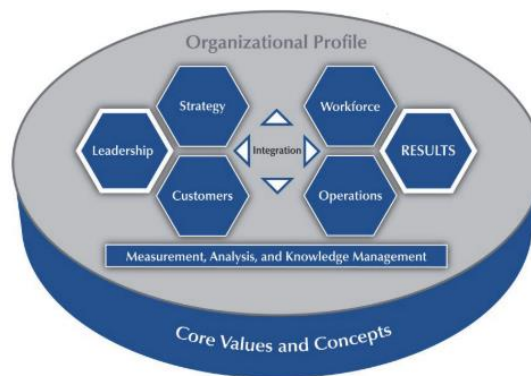 Organizational Profile
Strategy
Workforce
Leadership
Integration
RESULTS
Customers
Operations
Measurement, Analysis, and Knowledge Management
Core Values and Concepts